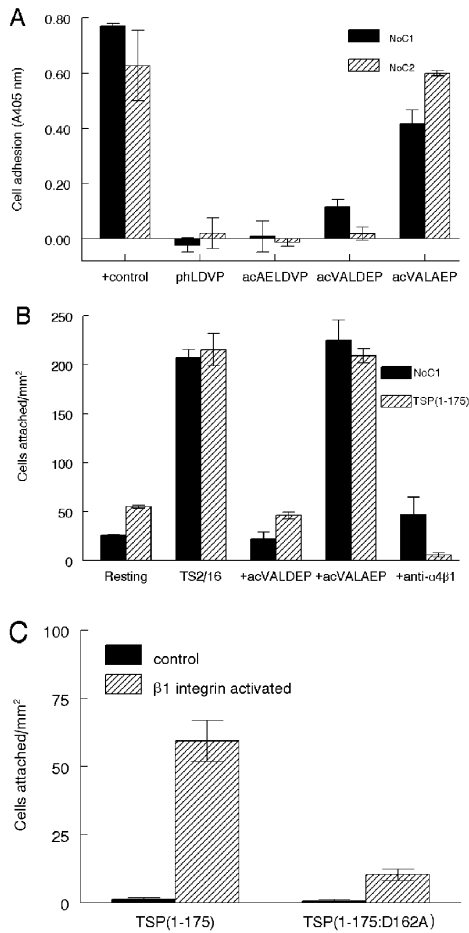 A
Cell adhesion (A405 nm)
0.80
0.60
0.40
0.20
0.00
NoC1
NoC2
+control phLDVP acAELDVP acVALDEP acVALAEP
B
Cells attached/mm²
250
200
150
100
50
0
NoC1
TSP(1-175)
Resting TS2/16 +acVALDEP +acVALAEP +anti-α4β1
C
Cells attached/mm²
75
50
25
0
control
β1 integrin activated
TSP(1-175) TSP(1-175:D162A)